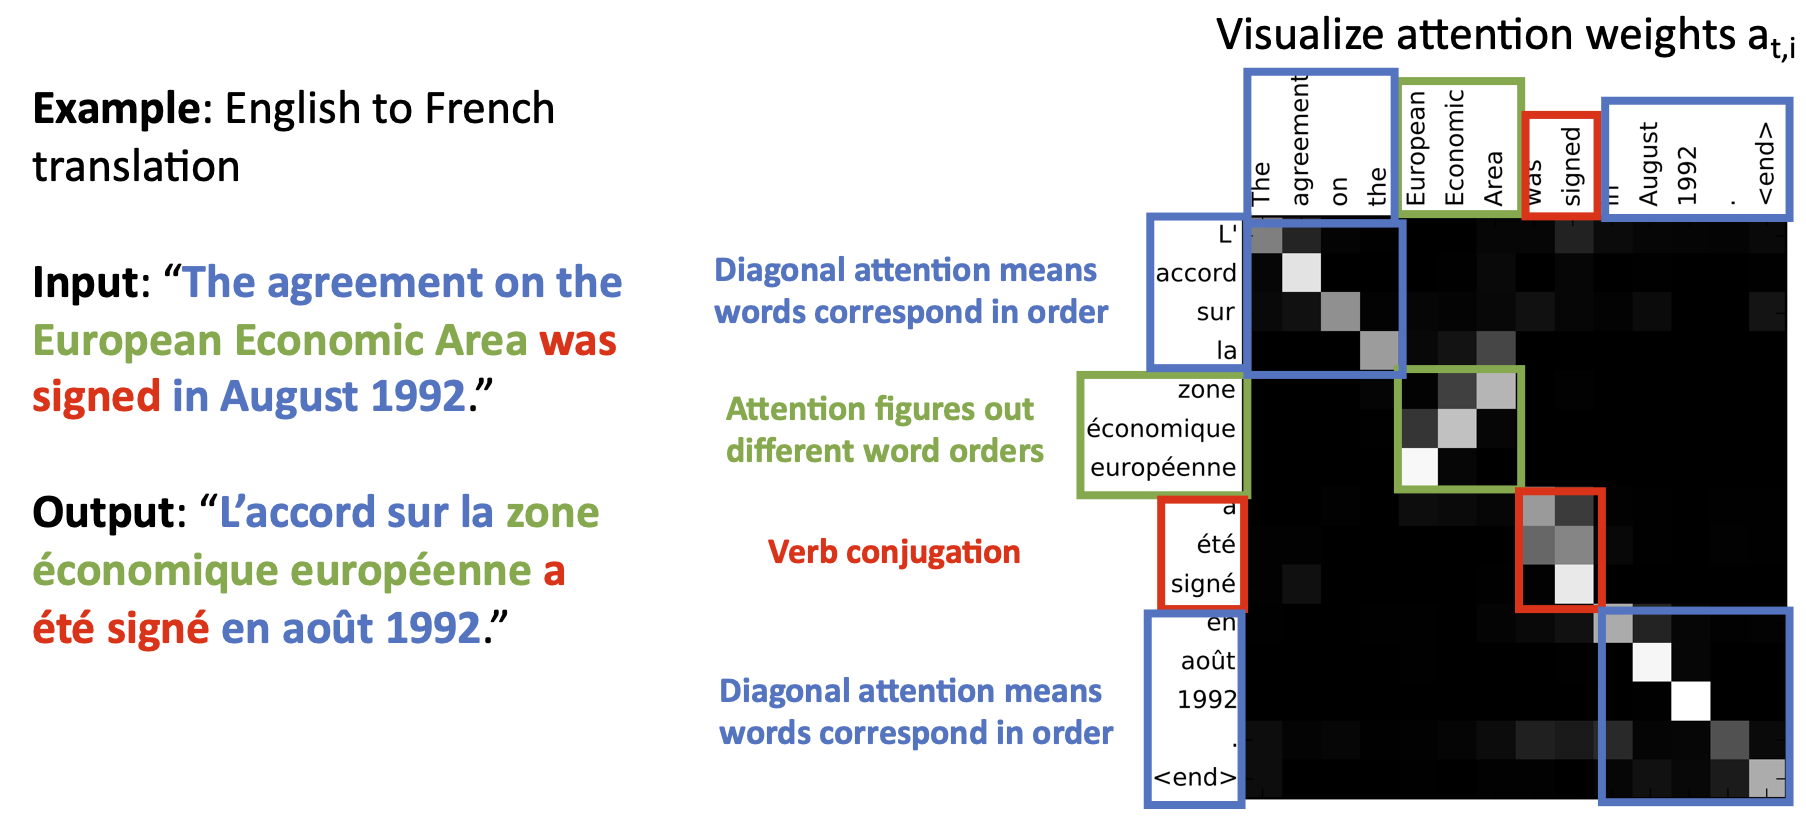 Visualize attention weights a_t,i
Example: English to French
translation
Input: “The agreement on the
European Economic Area was
signed in August 1992.”
Output: “L’accord sur la zone
économique européenne a
été signé en août 1992.”
Diagonal attention means
words correspond in order
Attention figures out
different word orders
Verb conjugation
Diagonal attention means
words correspond in order
The
agreement
on
the
European
Economic
Area
was
signed
in
August
1992
.
<end>
L'
accord
sur
la
zone
économique
européenne
a
été
signé
en
août
1992
.
<end>